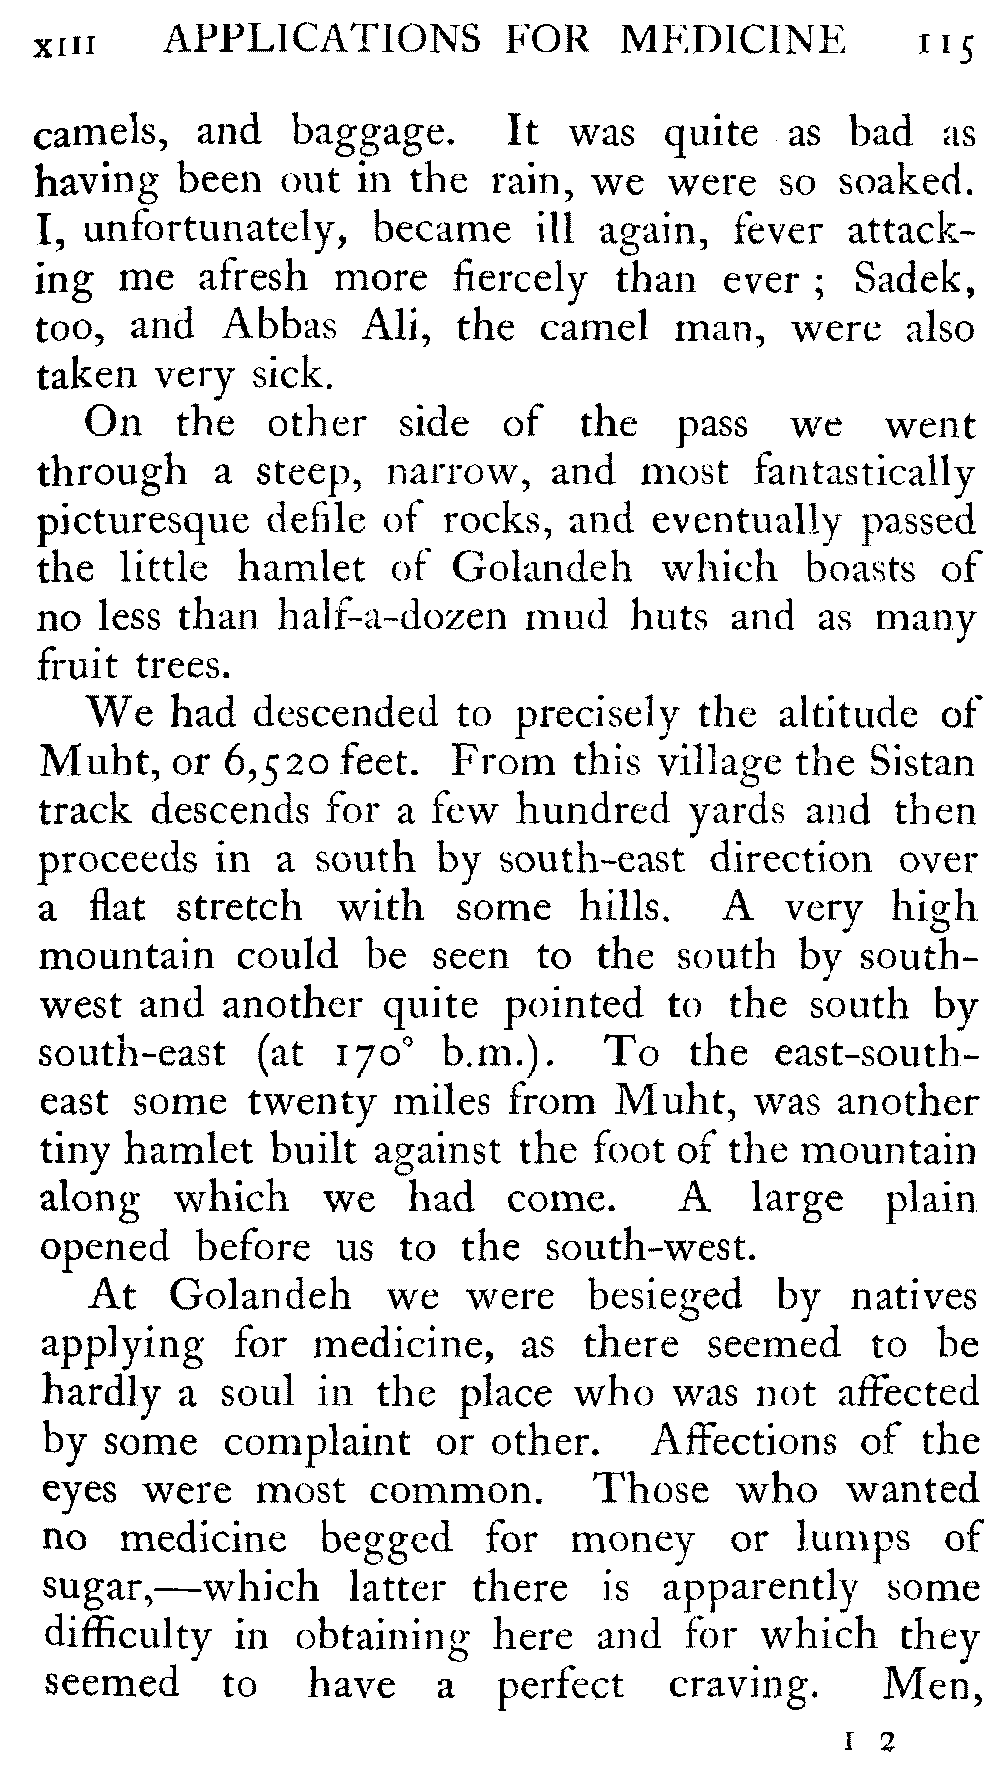 XIII APPLICATIONS FOR MEDICINE 115
camels, and baggage. It was quite as bad as
having been out in the rain, we were so soaked.
I, unfortunately, became ill again, fever attack-
ing me afresh more fiercely than ever ; Sadek,
too, and Abbas Ali, the camel man, were also
taken very sick.
On the other side of the pass we went
through a steep, narrow, and most fantastically
picturesque defile of rocks, and eventually passed
the little hamlet of Golandeh which boasts of
no less than half-a-dozen mud huts and as many
fruit trees.
We had descended to precisely the altitude of
Muht, or 6,520 feet. From this village the Sistan
track descends for a few hundred yards and then
proceeds in a south by south-east direction over
a flat stretch with some hills. A very high
mountain could be seen to the south by south-
west and another quite pointed to the south by
south-east (at 170° b.m.). To the east-south-
east some twenty miles from Muht, was another
tiny hamlet built against the foot of the mountain
along which we had come. A large plain
opened before us to the south-west.
At Golandeh we were besieged by natives
applying for medicine, as there seemed to be
hardly a soul in the place who was not affected
by some complaint or other. Affections of the
eyes were most common. Those who wanted
no medicine begged for money or lumps of
sugar,—which latter there is apparently some
difficulty in obtaining here and for which they
seemed to have a perfect craving. Men,
I 2